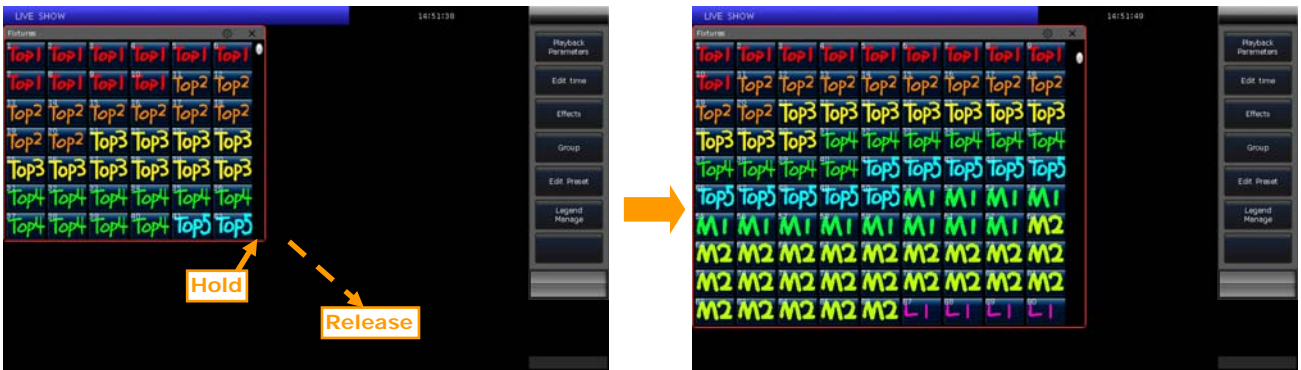 LIVE SHOW 14:51:38
Fixtures
Top1 Top1 Top1 Top1 Top1 Top1
Top1 Top1 Top1 Top1 Top2 Top2
Top2 Top2 Top2 Top2 Top2 Top2
Top2 Top2 Top3 Top3 Top3 Top3
Top3 Top3 Top3 Top3 Top3 Top3
Top4 Top4 Top4 Top4 Top4 Top4
Top4 Top4 Top4 Top4 Top5 Top5
Playback
Parameters
Edit time
Effects
Group
Edit Preset
Legend
Manage
Hold
Release
LIVE SHOW 14:51:49
Fixtures
Top1 Top1 Top1 Top1 Top1 Top1 Top1 Top1 Top1
Top1 Top2 Top2 Top2 Top2 Top2 Top2 Top2 Top2
Top2 Top2 Top3 Top3 Top3 Top3 Top3 Top3 Top3
Top3 Top3 Top3 Top4 Top4 Top4 Top4 Top4 Top4
Top4 Top4 Top4 Top4 Top5 Top5 Top5 Top5 Top5
Top5 Top5 Top5 Top5 Top5 M1 M1 M1 M1
M1 M1 M1 M1 M1 M1 M1 M1 M2
M2 M2 M2 M2 M2 M2 M2 M2 M2
M2 M2 M2 M2 M2 M2 M2 M2 M2
M2 M2 M2 M2 M2 L1 L1 L1 L1
Playback
Parameters
Edit time
Effects
Group
Edit Preset
Legend
Manage